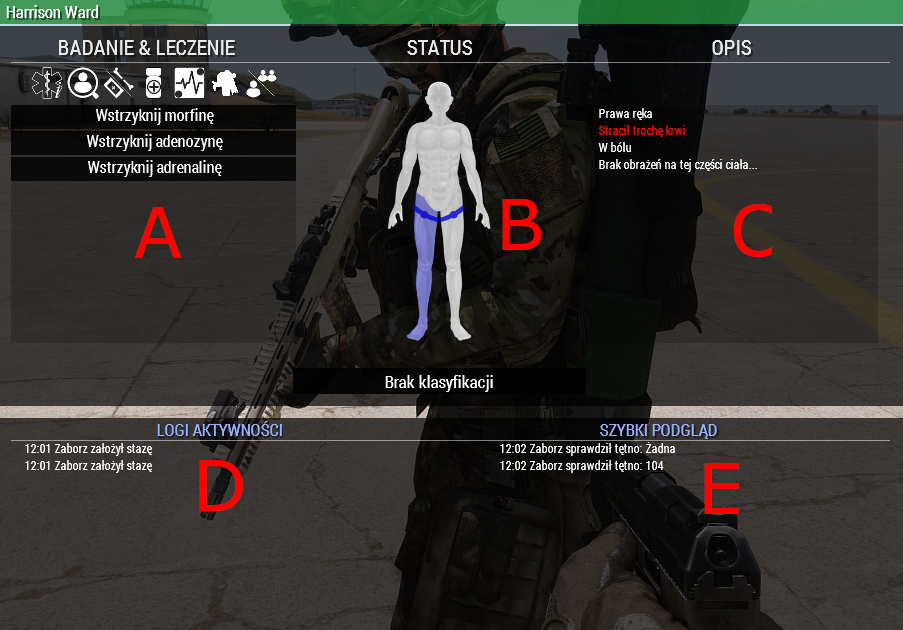 Harrison Ward
BADANIE & LECZENIE
STATUS
OPIS
Wstrzyknij morfinę
Wstrzyknij adenozynę
Wstrzyknij adrenalinę
A
B
Prawa ręka
Stracił trochę krwi
W bólu
Brak obrażeń na tej części ciała...
C
Brak klasyfikacji
LOGI AKTYWNOŚCI
12:01 Zaborz założył stazę
12:01 Zaborz założył stazę
D
SZYBKI PODGLĄD
12:02 Zaborz sprawdził tętno: Żadna
12:02 Zaborz sprawdził tętno: 104
E